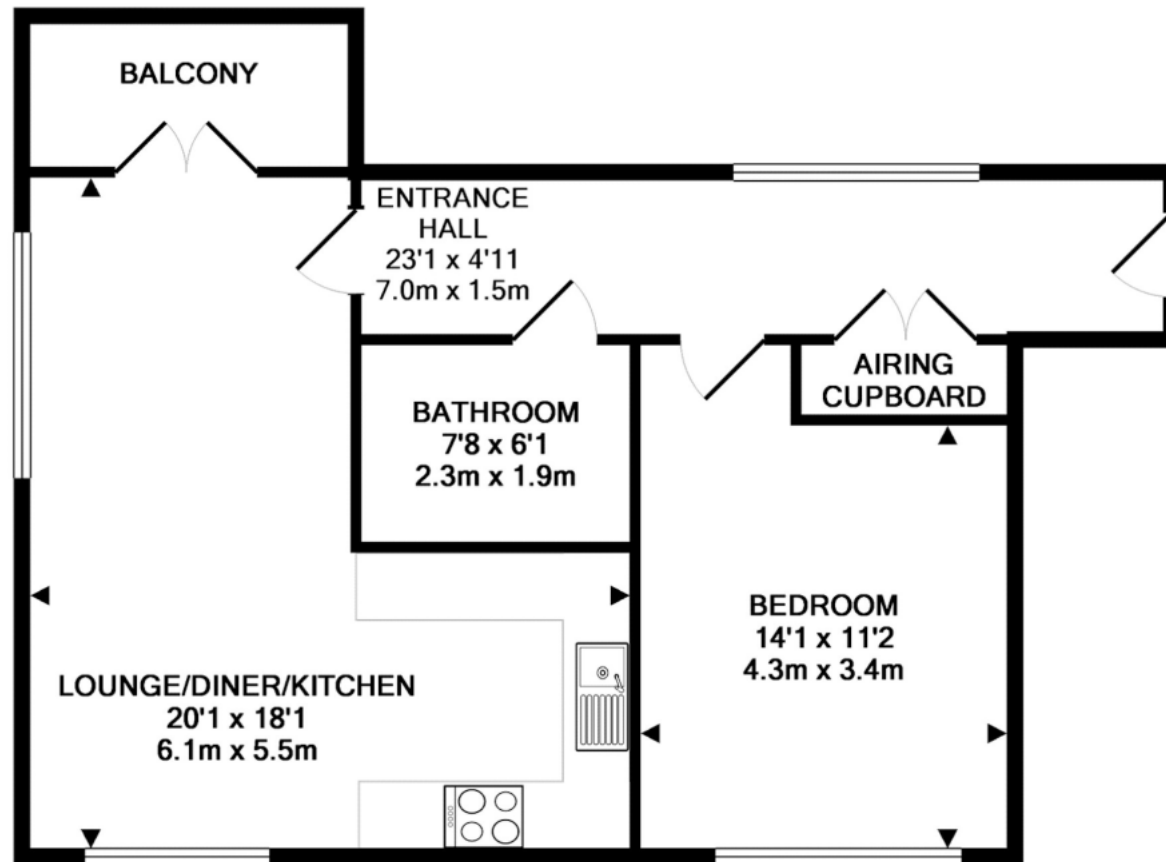 BALCONY
ENTRANCE
HALL
23'1 x 4'11
7.0m x 1.5m
AIRING
CUPBOARD
BATHROOM
7'8 x 6'1
2.3m x 1.9m
BEDROOM
14'1 x 11'2
4.3m x 3.4m
LOUNGE/DINER/KITCHEN
20'1 x 18'1
6.1m x 5.5m